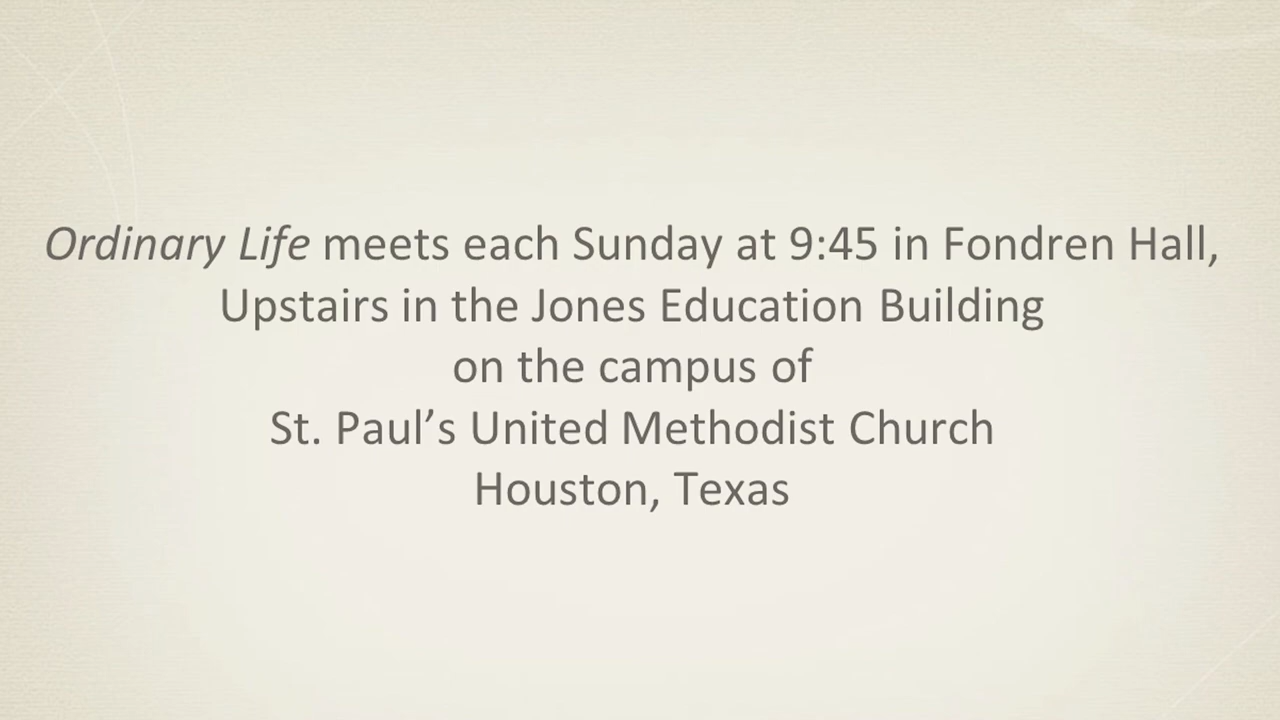 Ordinary Life meets each Sunday at 9:45 in Fondren Hall,
Upstairs in the Jones Education Building
on the campus of
St. Paul’s United Methodist Church
Houston, Texas